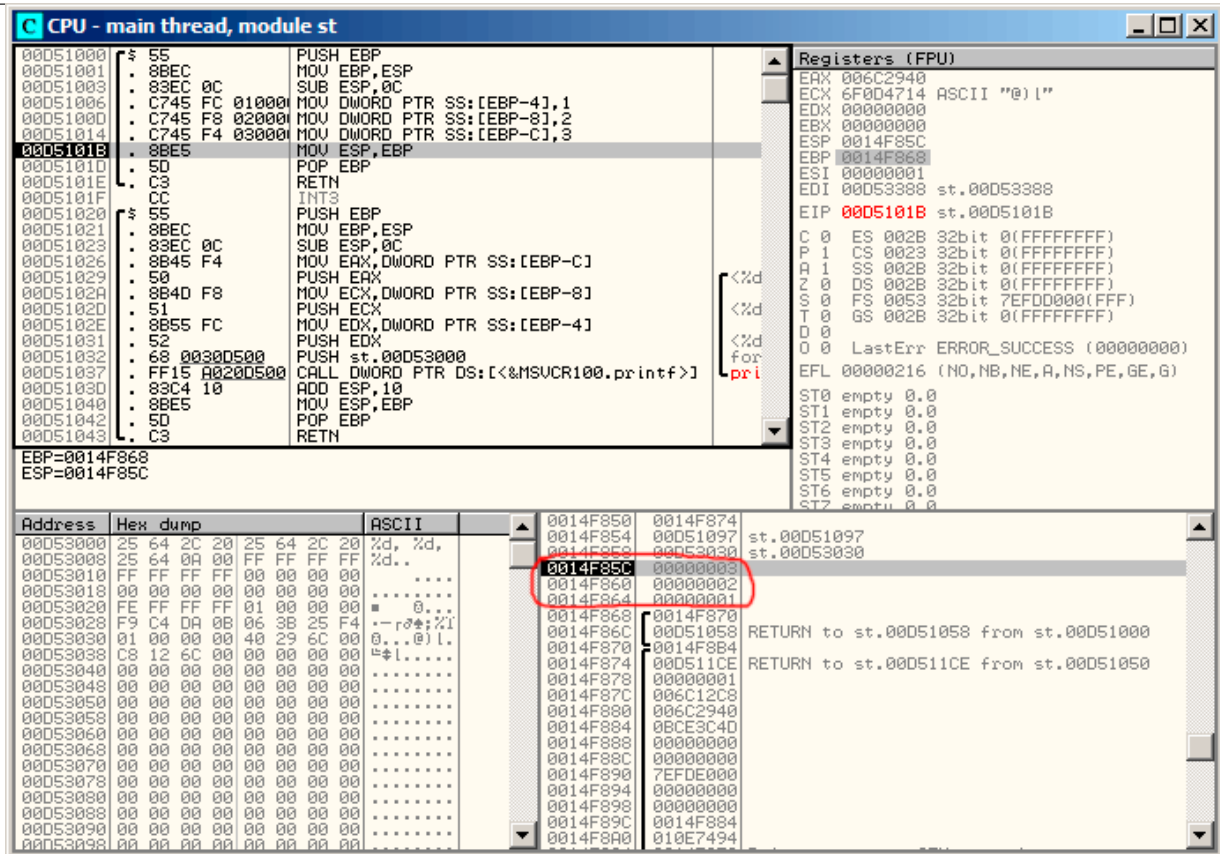 CPU - main thread, module st
00D51000 $ 55 PUSH EBP
00D51001 . 8BEC MOV EBP,ESP
00D51003 . 83EC 0C SUB ESP,0C
00D51006 . C745 FC 01000 MOV DWORD PTR SS:[EBP-4],1
00D5100D . C745 F8 02000 MOV DWORD PTR SS:[EBP-8],2
00D51014 . C745 F4 03000 MOV DWORD PTR SS:[EBP-C],3
00D5101B . 8BE5 MOV ESP,EBP
00D5101D . 5D POP EBP
00D5101E . C3 RETN
00D5101F CC INT3
00D51020 $ 55 PUSH EBP
00D51021 . 8BEC MOV EBP,ESP
00D51023 . 83EC 0C SUB ESP,0C
00D51026 . 8B45 F4 MOV EAX,DWORD PTR SS:[EBP-C]
00D51029 . 50 PUSH EAX <%d
00D5102A . 8B4D F8 MOV ECX,DWORD PTR SS:[EBP-8]
00D5102D . 51 PUSH ECX <%d
00D5102E . 8B55 FC MOV EDX,DWORD PTR SS:[EBP-4]
00D51031 . 52 PUSH EDX <%d
00D51032 . 68 0030D500 PUSH st.00D53000 for
00D51037 . FF15 A020D500 CALL DWORD PTR DS:[<&MSVCR100.printf>] pri
00D5103D . 83C4 10 ADD ESP,10
00D51040 . 8BE5 MOV ESP,EBP
00D51042 . 5D POP EBP
00D51043 . C3 RETN
EBP=0014F868
ESP=0014F85C
Registers (FPU)
EAX 006C2940
ECX 6F0D4714 ASCII "@)l"
EDX 00000000
EBX 00000000
ESP 0014F85C
EBP 0014F868
ESI 00000001
EDI 00D53388 st.00D53388
EIP 00D5101B st.00D5101B
C 0 ES 002B 32bit 0(FFFFFFFF)
P 1 CS 0023 32bit 0(FFFFFFFF)
A 1 SS 002B 32bit 0(FFFFFFFF)
Z 0 DS 002B 32bit 0(FFFFFFFF)
S 0 FS 0053 32bit 7EFDD000(FFF)
T 0 GS 002B 32bit 0(FFFFFFFF)
D 0
O 0 LastErr ERROR_SUCCESS (00000000)
EFL 00000216 (NO,NB,NE,A,NS,PE,GE,G)
ST0 empty 0.0
ST1 empty 0.0
ST2 empty 0.0
ST3 empty 0.0
ST4 empty 0.0
ST5 empty 0.0
ST6 empty 0.0
ST7 empty 0.0
Address Hex dump ASCII
00D53000 25 64 2C 20 25 64 2C 20 %d, %d,
00D53008 25 64 0A 00 FF FF FF FF %d..
00D53010 FF FF FF FF 00 00 00 00 ....
00D53018 00 00 00 00 00 00 00 00 ........
00D53020 FE FF FF FF 01 00 00 00
00D53028 F9 C4 DA 0B 06 3B 25 F4
00D53030 01 00 00 00 40 29 6C 00 ...@)l.
00D53038 C8 12 6C 00 00 00 00 00
00D53040 00 00 00 00 00 00 00 00 ........
00D53048 00 00 00 00 00 00 00 00 ........
00D53050 00 00 00 00 00 00 00 00 ........
00D53058 00 00 00 00 00 00 00 00 ........
00D53060 00 00 00 00 00 00 00 00 ........
00D53068 00 00 00 00 00 00 00 00 ........
00D53070 00 00 00 00 00 00 00 00 ........
00D53078 00 00 00 00 00 00 00 00 ........
00D53080 00 00 00 00 00 00 00 00 ........
00D53088 00 00 00 00 00 00 00 00 ........
00D53090 00 00 00 00 00 00 00 00 ........
00D53098 00 00 00 00 00 00 00 00 ........
0014F850 0014F874
0014F854 00D51097 st.00D51097
0014F858 00D53030 st.00D53030
0014F85C 00000003
0014F860 00000002
0014F864 00000001
0014F868 0014F870
0014F86C 00D51058 RETURN to st.00D51058 from st.00D51000
0014F870 0014F8B4
0014F874 00D511CE RETURN to st.00D511CE from st.00D51050
0014F878 00000001
0014F87C 006C12C8
0014F880 006C2940
0014F884 0BCE3C4D
0014F888 00000000
0014F88C 00000000
0014F890 7EFDE000
0014F894 00000000
0014F898 00000000
0014F89C 0014F884
0014F8A0 010E7494